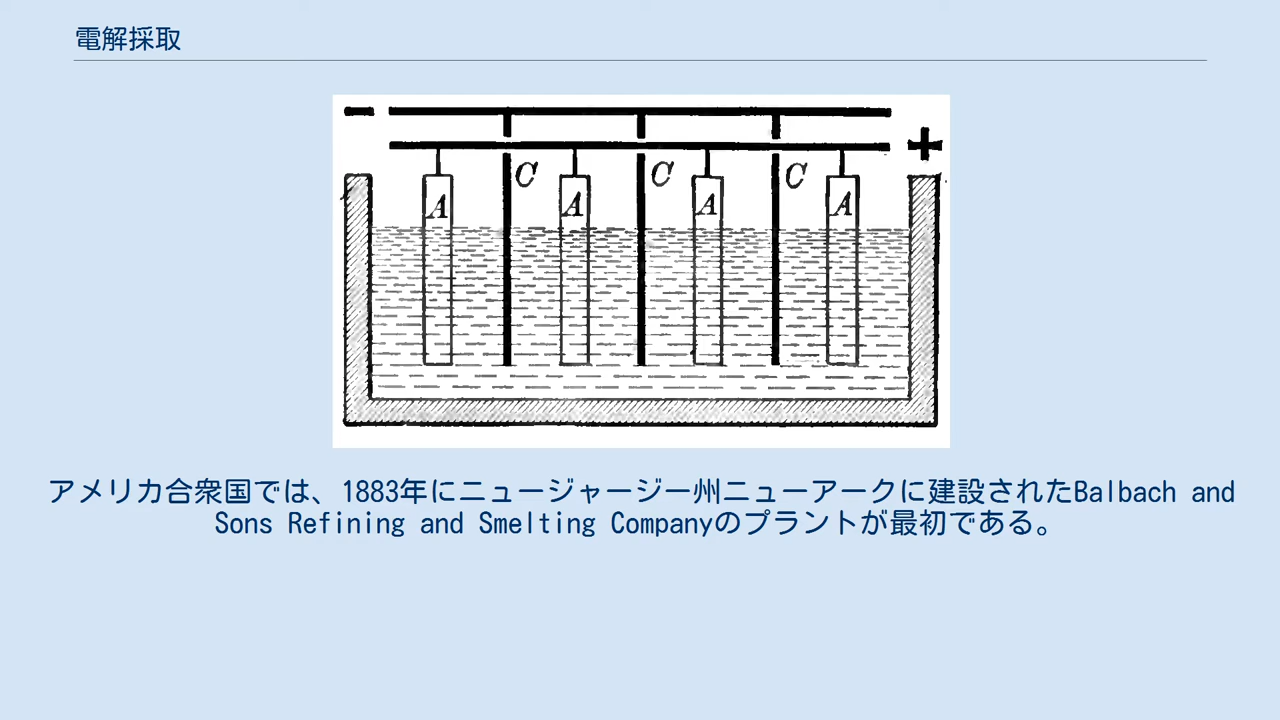 電解採取
− +
C C C
A A A A
アメリカ合衆国では、1883年にニュージャージー州ニューアークに建設されたBalbach and
Sons Refining and Smelting Companyのプラントが最初である。